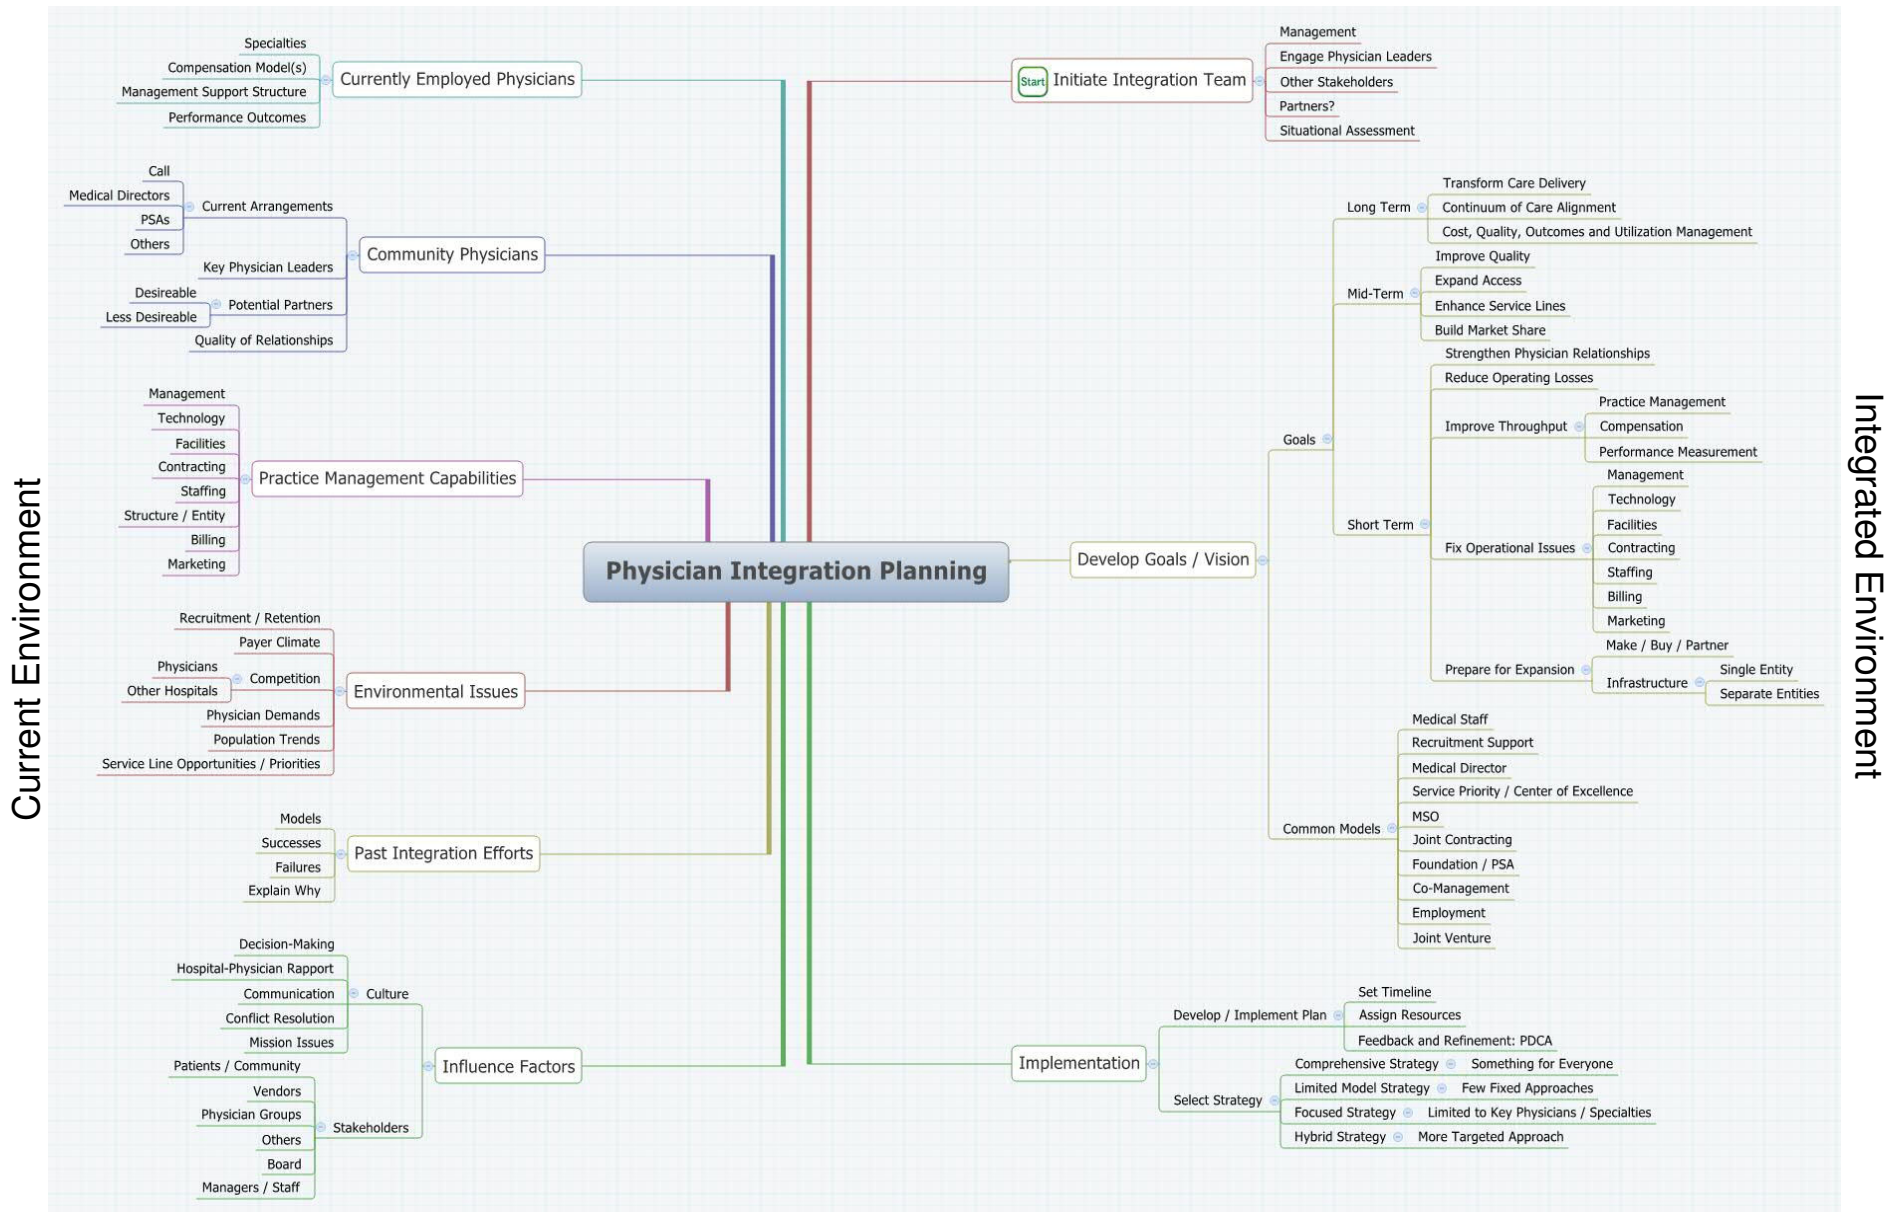 Current Environment
Specialties
Compensation Model(s)
Management Support Structure
Performance Outcomes
Currently Employed Physicians
Call
Medical Directors
PSAs
Others
Current Arrangements
Key Physician Leaders
Desireable
Less Desireable
Potential Partners
Quality of Relationships
Community Physicians
Management
Technology
Facilities
Contracting
Staffing
Structure / Entity
Billing
Marketing
Practice Management Capabilities
Physician Integration Planning
Recruitment / Retention
Payer Climate
Physicians
Other Hospitals
Competition
Physician Demands
Population Trends
Service Line Opportunities / Priorities
Environmental Issues
Models
Successes
Failures
Explain Why
Past Integration Efforts
Decision-Making
Hospital-Physician Rapport
Communication
Conflict Resolution
Mission Issues
Culture
Patients / Community
Vendors
Physician Groups
Others
Board
Managers / Staff
Stakeholders
Influence Factors
Start
Initiate Integration Team
Management
Engage Physician Leaders
Other Stakeholders
Partners?
Situational Assessment
Develop Goals / Vision
Goals
Long Term
Transform Care Delivery
Continuum of Care Alignment
Cost, Quality, Outcomes and Utilization Management
Mid-Term
Improve Quality
Expand Access
Enhance Service Lines
Build Market Share
Short Term
Strengthen Physician Relationships
Reduce Operating Losses
Improve Throughput
Practice Management
Compensation
Performance Measurement
Fix Operational Issues
Management
Technology
Facilities
Contracting
Staffing
Billing
Marketing
Prepare for Expansion
Make / Buy / Partner
Infrastructure
Single Entity
Separate Entities
Common Models
Medical Staff
Recruitment Support
Medical Director
Service Priority / Center of Excellence
MSO
Joint Contracting
Foundation / PSA
Co-Management
Employment
Joint Venture
Implementation
Develop / Implement Plan
Set Timeline
Assign Resources
Feedback and Refinement: PDCA
Select Strategy
Comprehensive Strategy
Something for Everyone
Limited Model Strategy
Few Fixed Approaches
Focused Strategy
Limited to Key Physicians / Specialties
Hybrid Strategy
More Targeted Approach
Integrated Environment